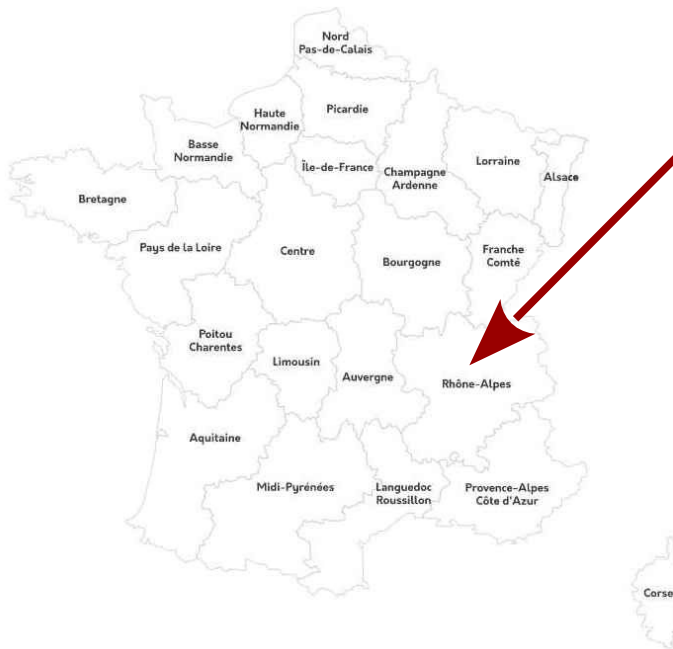 Nord
Pas-de-Calais
Picardie
Haute
Normandie
Basse
Normandie
Île-de-France
Champagne
Ardenne
Lorraine
Alsace
Bretagne
Pays de la Loire
Centre
Bourgogne
Franche
Comté
Poitou
Charentes
Limousin
Auvergne
Rhône-Alpes
Aquitaine
Midi-Pyrénées
Languedoc
Roussillon
Provence-Alpes
Côte d'Azur
Corse